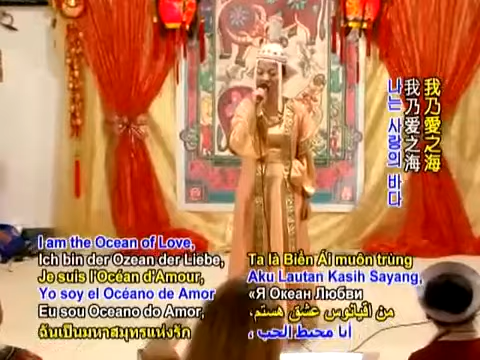 我乃愛之海
我乃爱之海
나는 사랑의 바다
I am the Ocean of Love,
Ich bin der Ozean der Liebe,
Je suis l'Océan d'Amour,
Yo soy el Océano de Amor
Eu sou Oceano do Amor,
ฉันเป็นมหาสมุทรแห่งรัก
Ta là Biển Ái muôn trùng
Aku Lautan Kasih Sayang,
«Я Океан Любви
من اقیانوس عشق هستم،
أنا محيط الحب ،